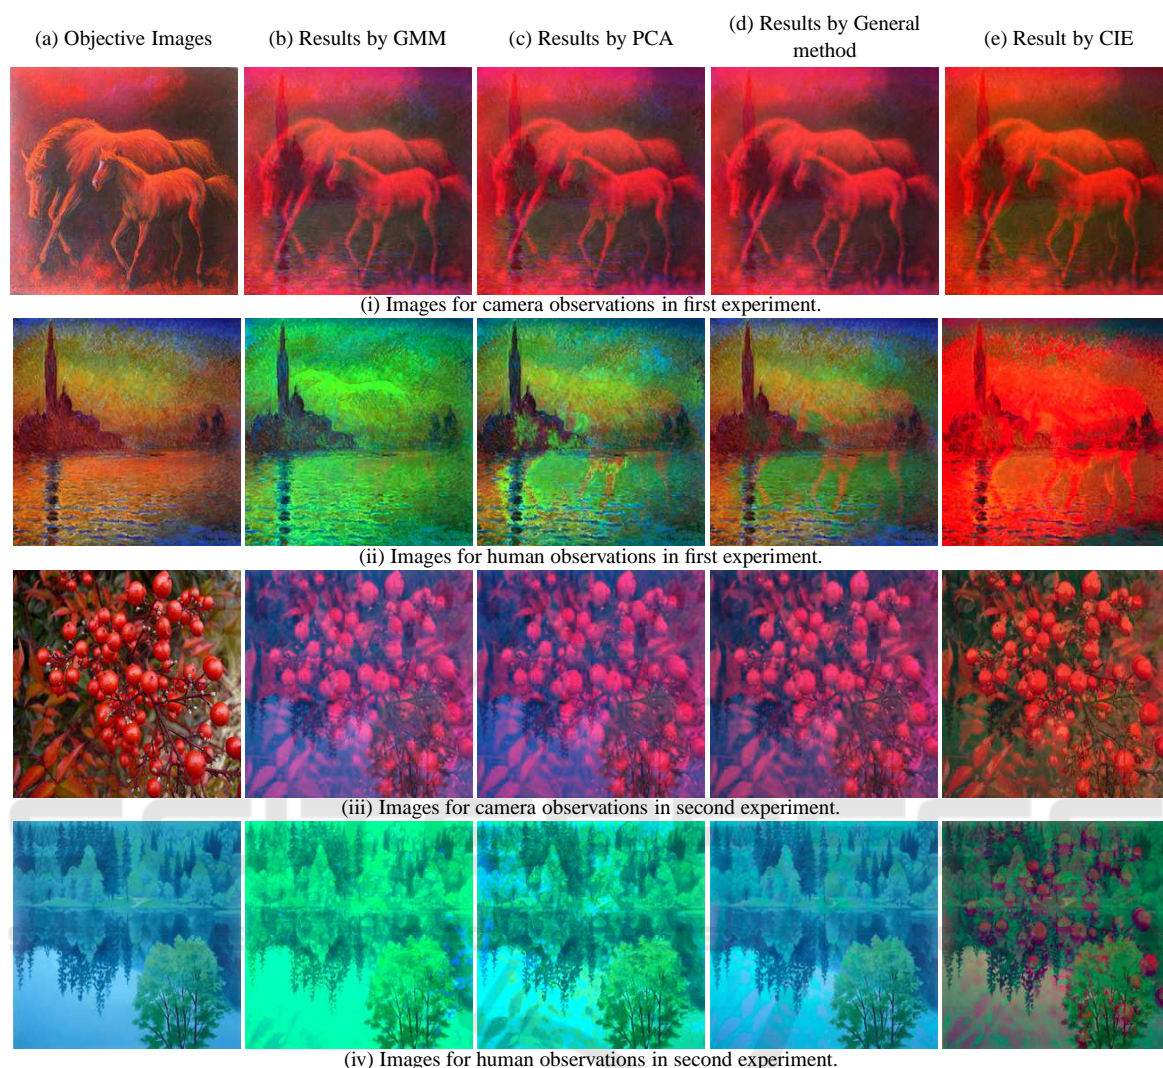 (a) Objective Images
(b) Results by GMM
(c) Results by PCA
(d) Results by General
method
(e) Result by CIE
(i) Images for camera observations in first experiment.
(ii) Images for human observations in first experiment.
(iii) Images for camera observations in second experiment.
(iv) Images for human observations in second experiment.